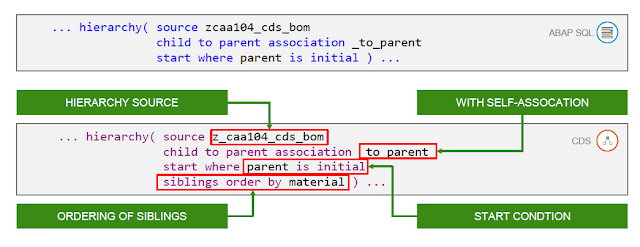 ... hierarchy( source zcaa104_cds_bom
child to parent association _to_parent
start where parent is initial ) ...
ABAP SQL
HIERARCHY SOURCE
WITH SELF-ASSOCATION
... hierarchy( source z_caa104_cds_bom
child to parent association _to_parent
start where parent is initial
siblings order by material ) ...
CDS
ORDERING OF SIBLINGS
START CONDTION